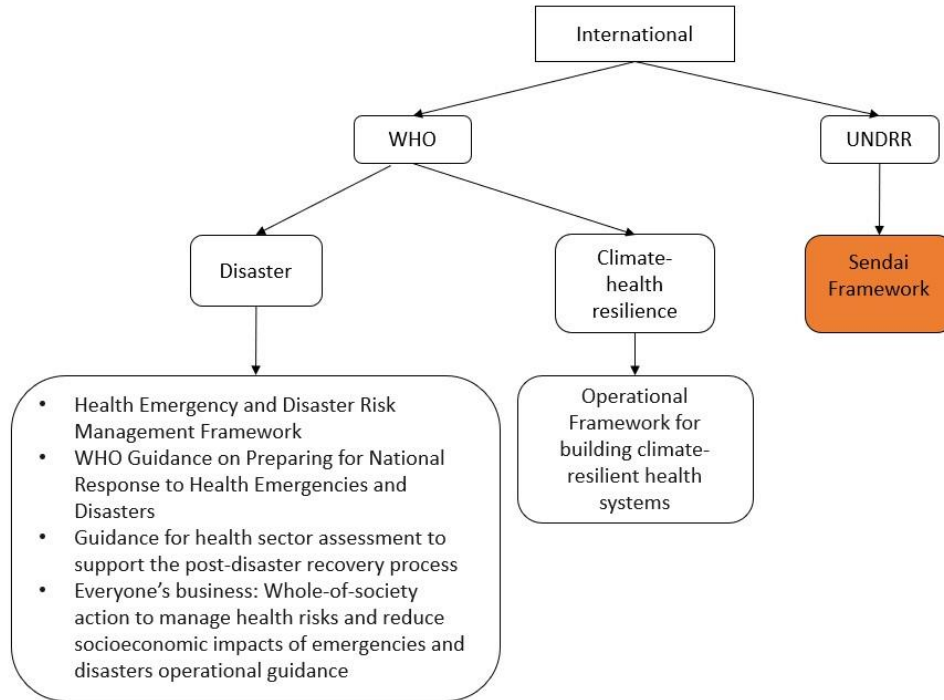 International
WHO
UNDRR
Disaster
Climate-
health
resilience
Sendai
Framework
• Health Emergency and Disaster Risk
Management Framework
• WHO Guidance on Preparing for National
Response to Health Emergencies and
Disasters
• Guidance for health sector assessment to
support the post-disaster recovery process
• Everyone’s business: Whole-of-society
action to manage health risks and reduce
socioeconomic impacts of emergencies and
disasters operational guidance
Operational
Framework for
building climate-
resilient health
systems